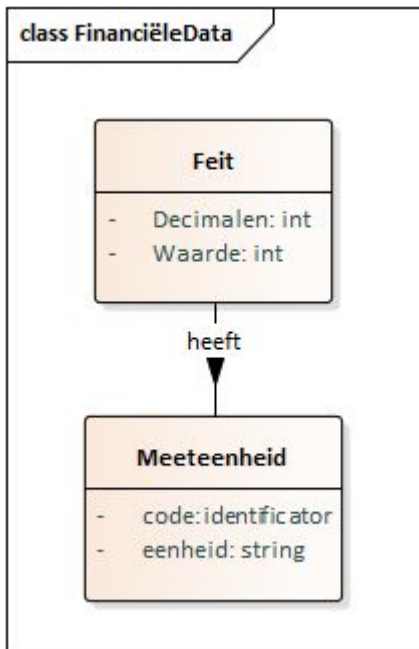 class FinanciëleData
Feit
- Decimalen: int
- Waarde: int
heeft
Meeteenheid
- code:identificator
- eenheid: string